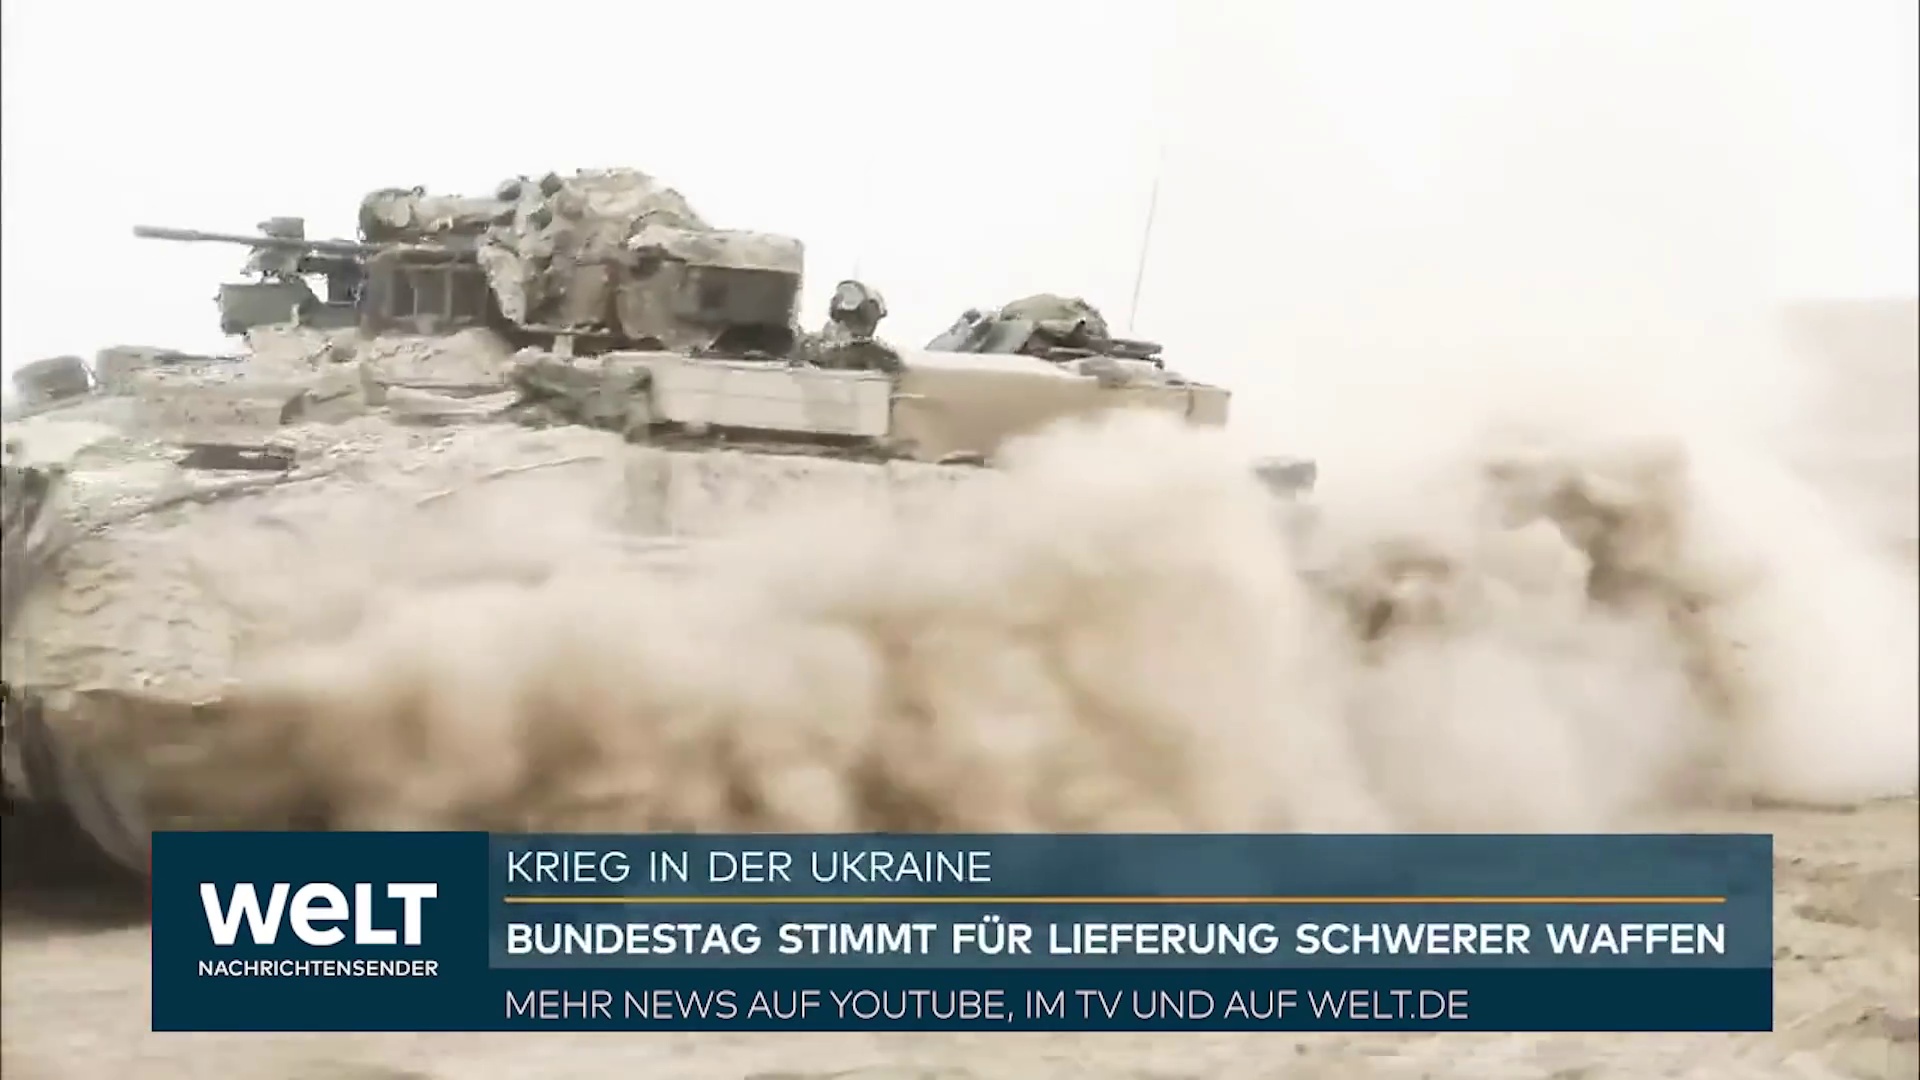 KRIEG IN DER UKRAINE
BUNDESTAG STIMMT FÜR LIEFERUNG SCHWERER WAFFEN
WELT
NACHRICHTENSENDER
MEHR NEWS AUF YOUTUBE, IM TV UND AUF WELT.DE